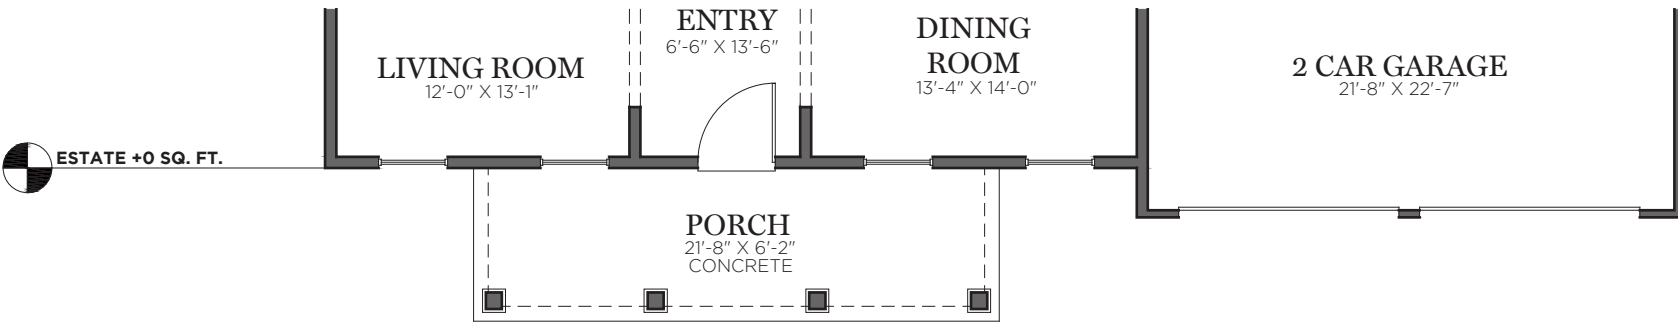 ENTRY
6'-6" X 13'-6"
DINING
ROOM
13'-4" X 14'-0"
LIVING ROOM
12'-0" X 13'-1"
2 CAR GARAGE
21'-8" X 22'-7"
ESTATE +0 SQ. FT.
PORCH
21'-8" X 6'-2"
CONCRETE